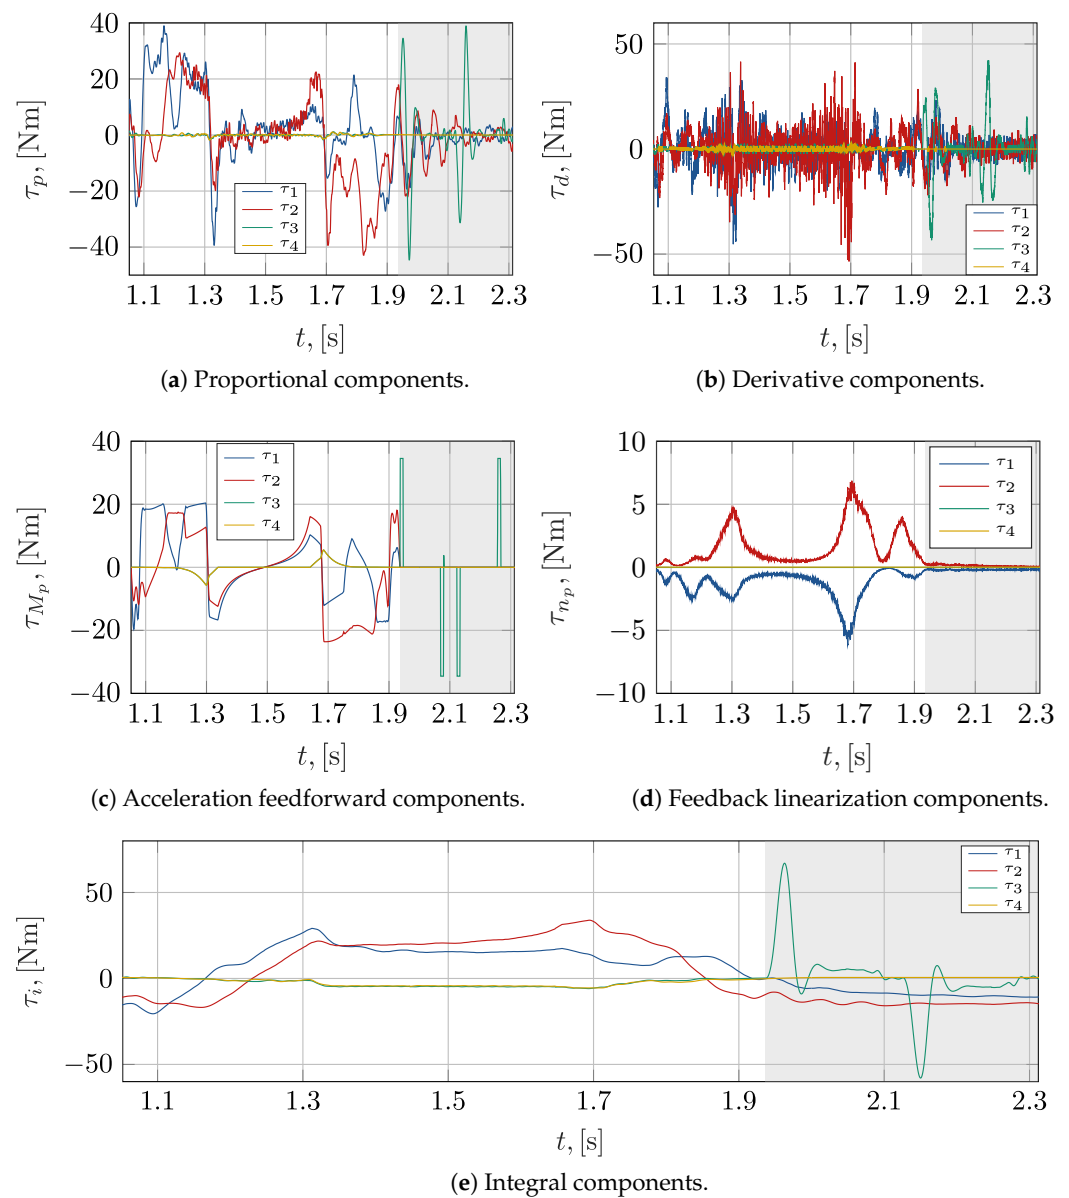 40
20
0
−20
−40
τp, [Nm]
τ1
τ2
τ3
τ4
1.1 1.3 1.5 1.7 1.9 2.1 2.3
t, [s]
(a) Proportional components.
50
0
−50
τd, [Nm]
τ1
τ2
τ3
τ4
1.1 1.3 1.5 1.7 1.9 2.1 2.3
t, [s]
(b) Derivative components.
40
20
0
−20
−40
τMp, [Nm]
τ1
τ2
τ3
τ4
1.1 1.3 1.5 1.7 1.9 2.1 2.3
t, [s]
(c) Acceleration feedforward components.
10
5
0
−5
−10
τnp, [Nm]
τ1
τ2
τ3
τ4
1.1 1.3 1.5 1.7 1.9 2.1 2.3
t, [s]
(d) Feedback linearization components.
50
0
−50
τi, [Nm]
τ1
τ2
τ3
τ4
1.1 1.3 1.5 1.7 1.9 2.1 2.3
t, [s]
(e) Integral components.